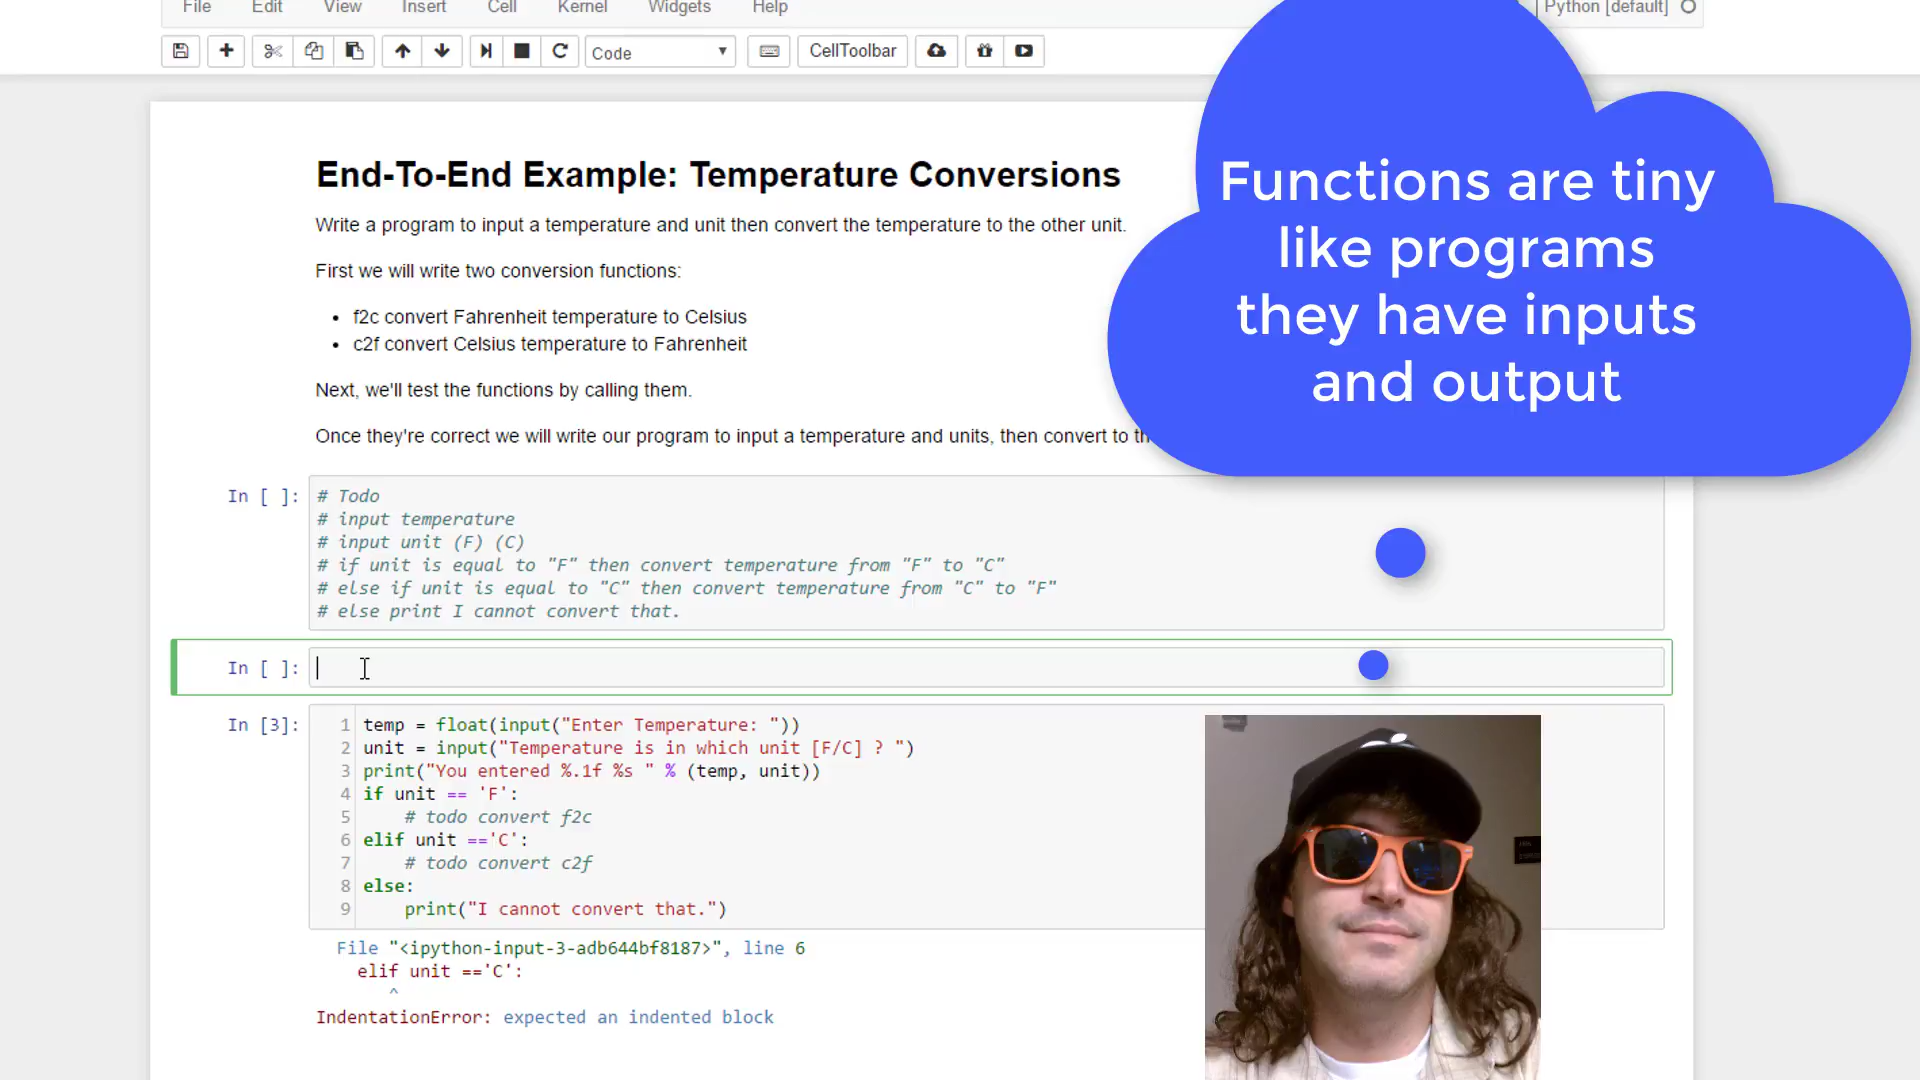 File Edit View Insert Cell Kernel Widgets Help
Python [default]
Code
CellToolbar
End-To-End Example: Temperature Conversions
Write a program to input a temperature and unit then convert the temperature to the other unit.
First we will write two conversion functions:
• f2c convert Fahrenheit temperature to Celsius
• c2f convert Celsius temperature to Fahrenheit
Next, we'll test the functions by calling them.
Once they're correct we will write our program to input a temperature and units, then convert to
Functions are tiny
like programs
they have inputs
and output
In [ ]:
# Todo
# input temperature
# input unit (F) (C)
# if unit is equal to "F" then convert temperature from "F" to "C"
# else if unit is equal to "C" then convert temperature from "C" to "F"
# else print I cannot convert that.
In [ ]:
In [3]:
1 temp = float(input("Enter Temperature: "))
2 unit = input("Temperature is in which unit [F/C] ? ")
3 print("You entered %.1f %s " % (temp, unit))
4 if unit == 'F':
5     # todo convert f2c
6 elif unit =='C':
7     # todo convert c2f
8 else:
9     print("I cannot convert that.")
File "<ipython-input-3-adb644bf8187>", line 6
elif unit =='C':
^
IndentationError: expected an indented block